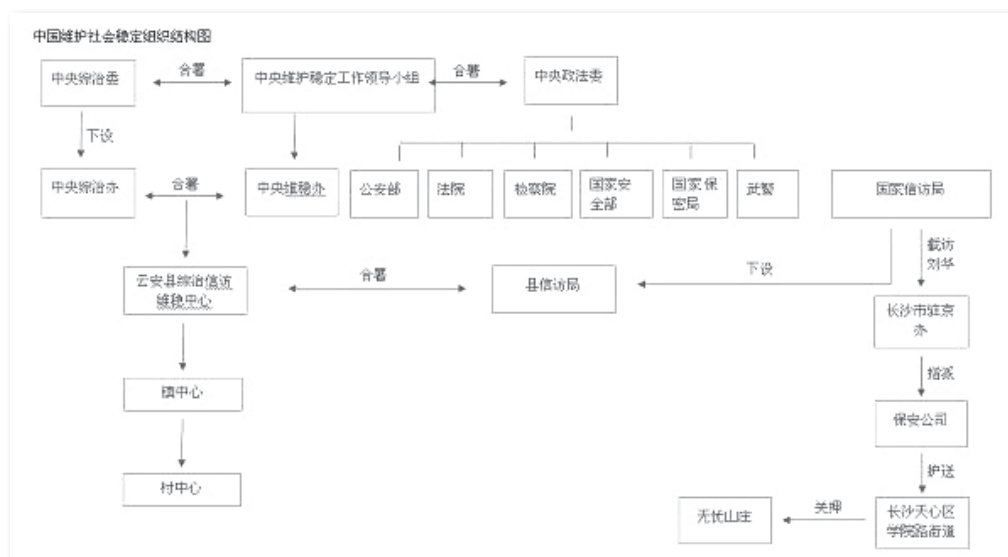 中国维护社会稳定组织结构图
中央综治委
合署
中央维护稳定工作领导小组
合署
中央政法委
下设
中央综治办
合署
中央维稳办
公安部
法院
检察院
国家安
全部
国家保
密局
武警
国家信访局
截访
刘华
云安县综治信访
维稳中心
合署
县信访局
下设
长沙市驻京
办
指派
镇中心
保安公司
护送
村中心
无忧山庄
关押
长沙天心区
学院路街道